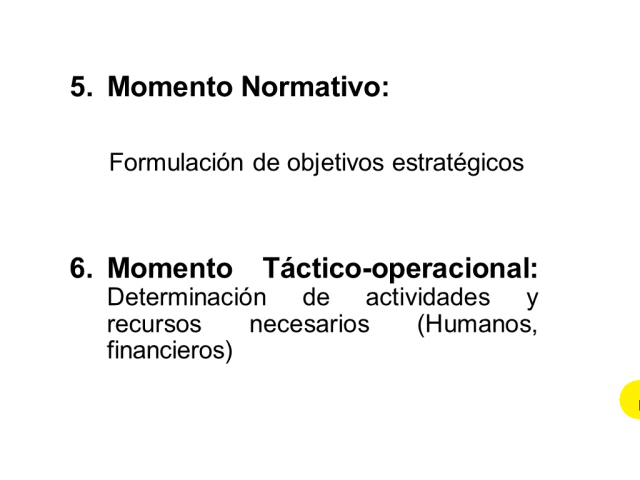 5. Momento Normativo:
Formulación de objetivos estratégicos
6. Momento Táctico-operacional:
Determinación de actividades y
recursos necesarios (Humanos,
financieros)